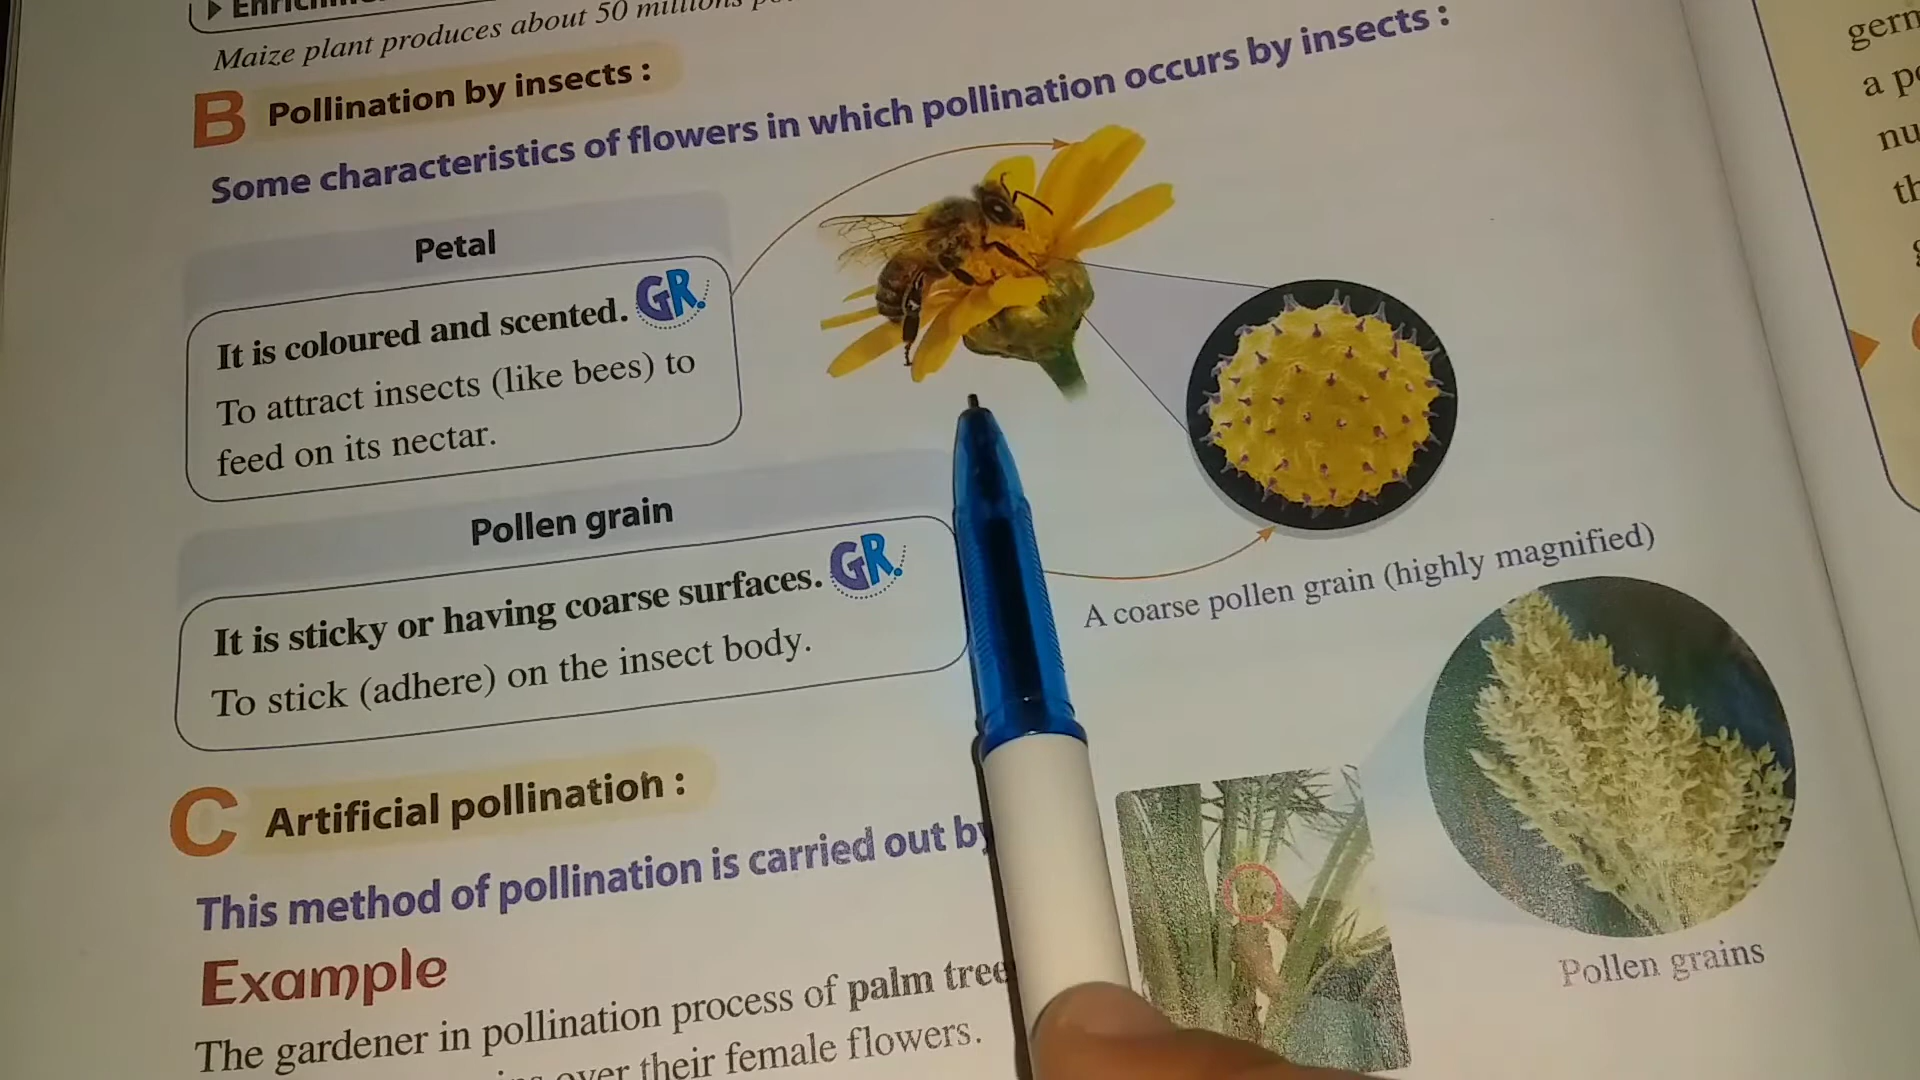 Maize plant produces about 50 millions
B Pollination by insects :
Some characteristics of flowers in which pollination occurs by insects :
Petal
It is coloured and scented. GR.
To attract insects (like bees) to
feed on its nectar.
Pollen grain
It is sticky or having coarse surfaces. GR.
To stick (adhere) on the insect body.
A coarse pollen grain (highly magnified)
Pollen grains
C Artificial pollination :
This method of pollination is carried out by
Example
The gardener in pollination process of palm tree
over their female flowers.
germ
a
nu
th